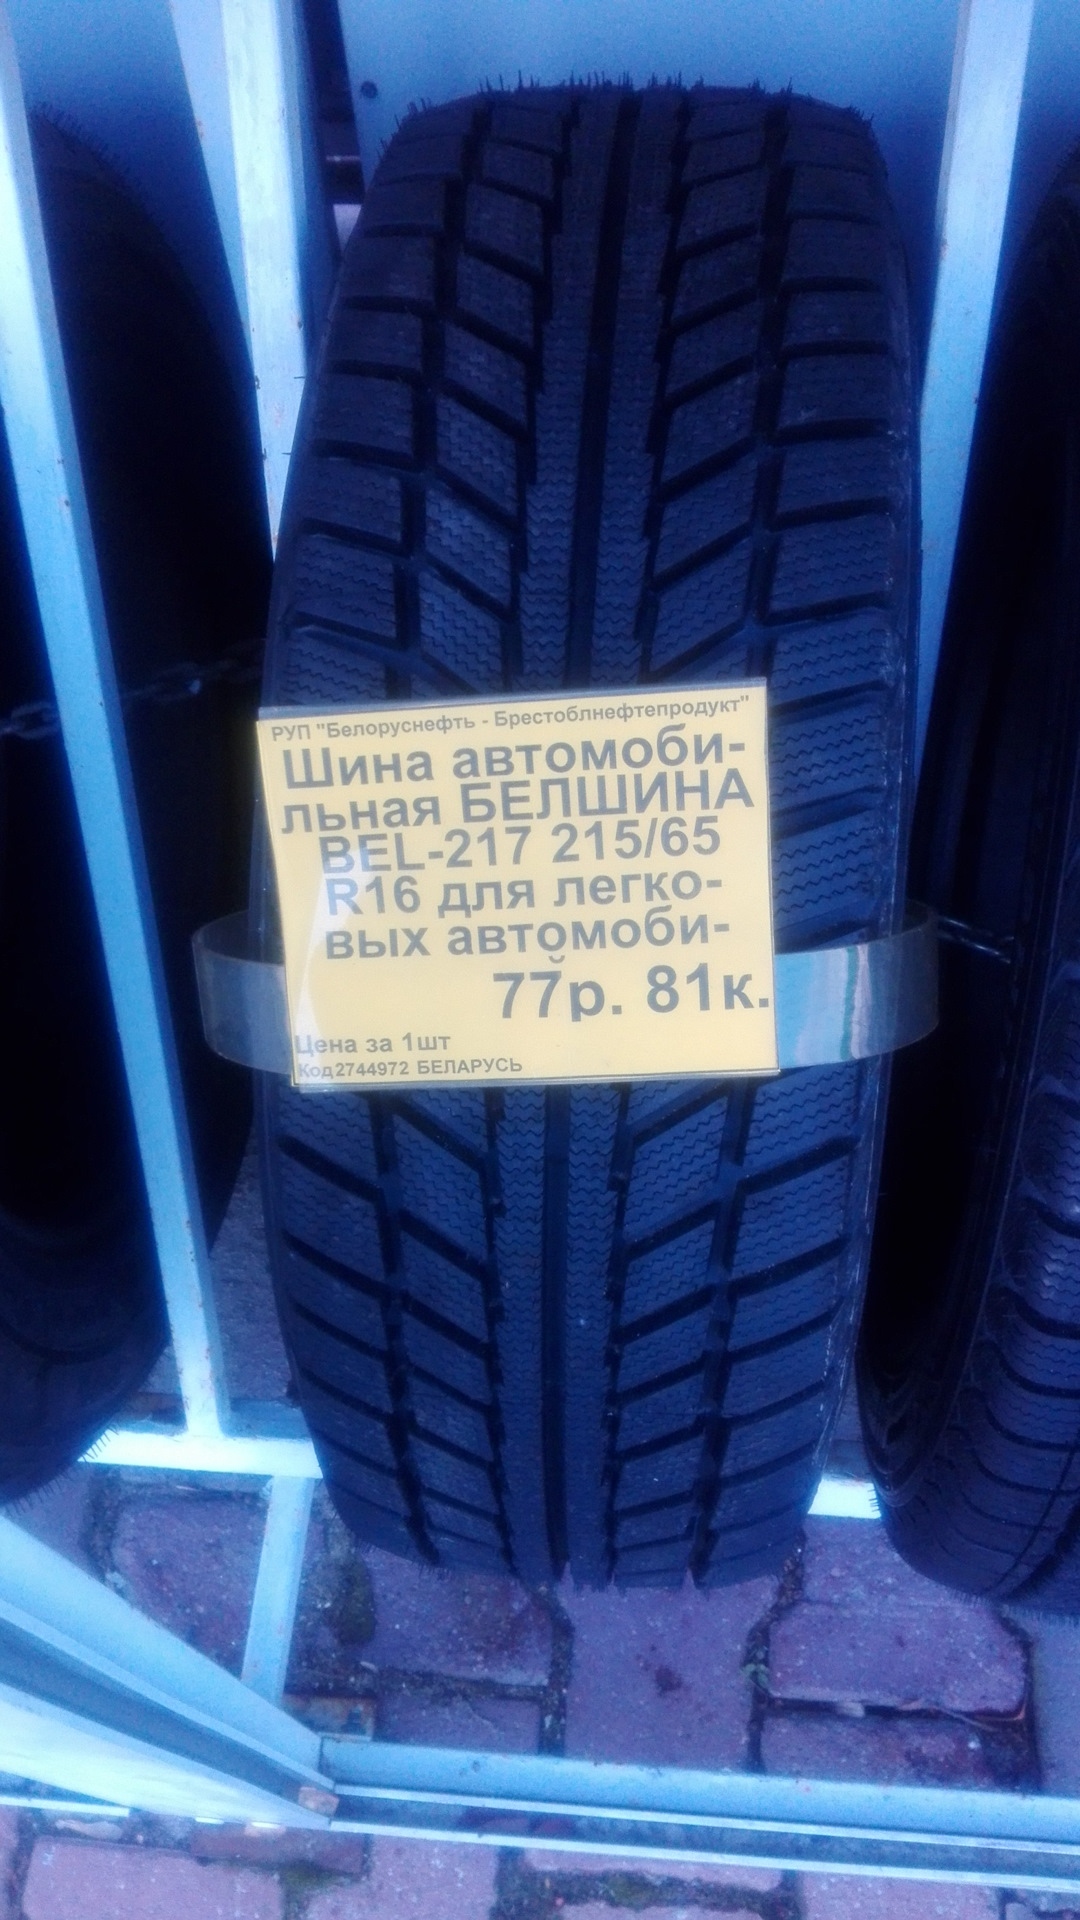 РУП "Белоруснефть - Брестоблнефтепродукт"
Шина автомоби-
льная БЕЛШИНА
BEL-217 215/65
R16 для легко-
вых автомоби-
77р. 81к.
Цена за 1шт
Код2744972 БЕЛАРУСЬ